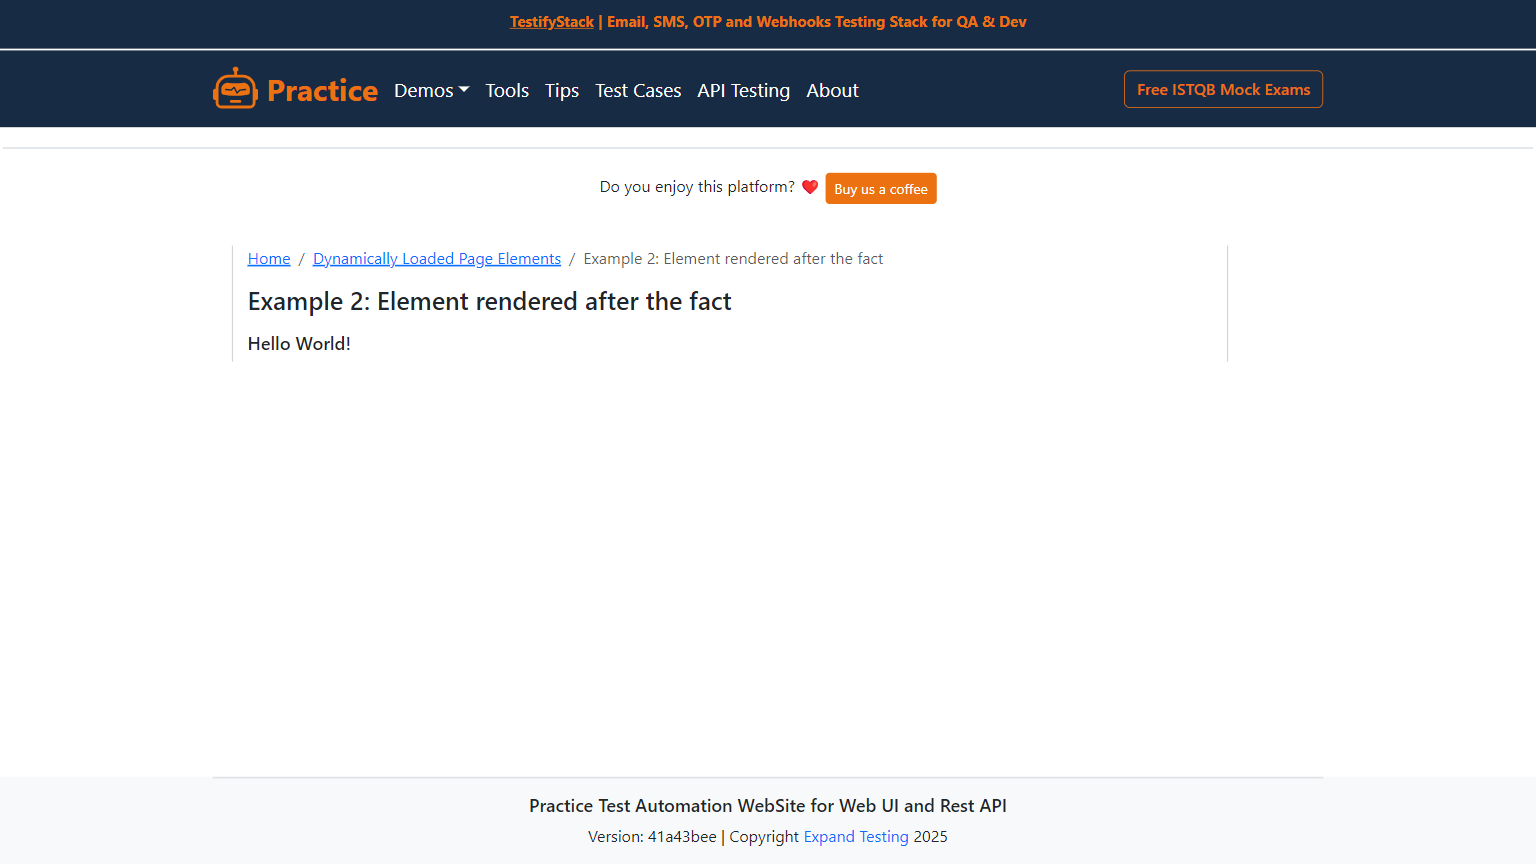 TestifyStack | Email, SMS, OTP and Webhooks Testing Stack for QA & Dev
Practice Demos Tools Tips Test Cases API Testing About Free ISTQB Mock Exams
Do you enjoy this platform? ❤️ Buy us a coffee
Home / Dynamically Loaded Page Elements / Example 2: Element rendered after the fact
Example 2: Element rendered after the fact
Hello World!
Practice Test Automation WebSite for Web UI and Rest API
Version: 41a43bee | Copyright Expand Testing 2025